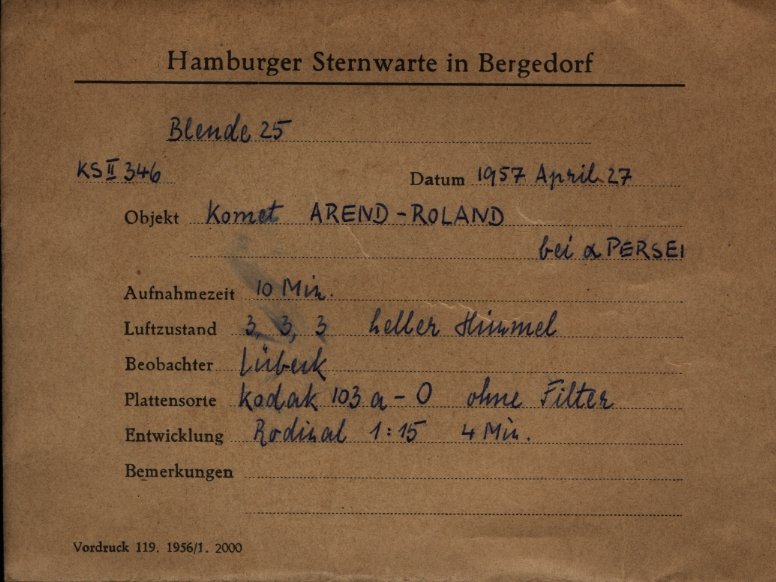 Hamburger Sternwarte in Bergedorf
Blende 25
KS II 346 Datum 1957 April 27
Objekt Komet AREND-ROLAND
bei α PERSEI
Aufnahmezeit 10 Min.
Luftzustand 3, 3, 3 heller Himmel
Beobachter Lübeck
Plattensorte Kodak 103 a-O ohne Filter
Entwicklung Rodinal 1:15 4 Min.
Bemerkungen
Vordruck 119. 1956/1. 2000